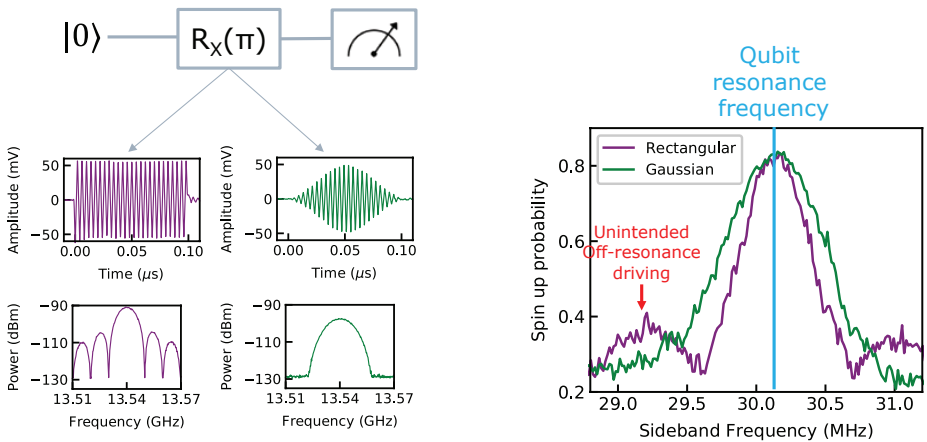 |0⟩
R_X(π)
Amplitude (mV)
50
0
−50
0.00
0.05
0.10
Time (μs)
Amplitude (mV)
50
0
−50
0.00
0.05
0.10
Time (μs)
Power (dBm)
−90
−110
−130
13.51
13.54
13.57
Frequency (GHz)
Power (dBm)
−90
−110
−130
13.51
13.54
13.57
Frequency (GHz)
Qubit
resonance
frequency
Rectangular
Gaussian
Unintended
Off-resonance
driving
Spin up probability
0.8
0.6
0.4
0.2
29.0
29.5
30.0
30.5
31.0
Sideband Frequency (MHz)